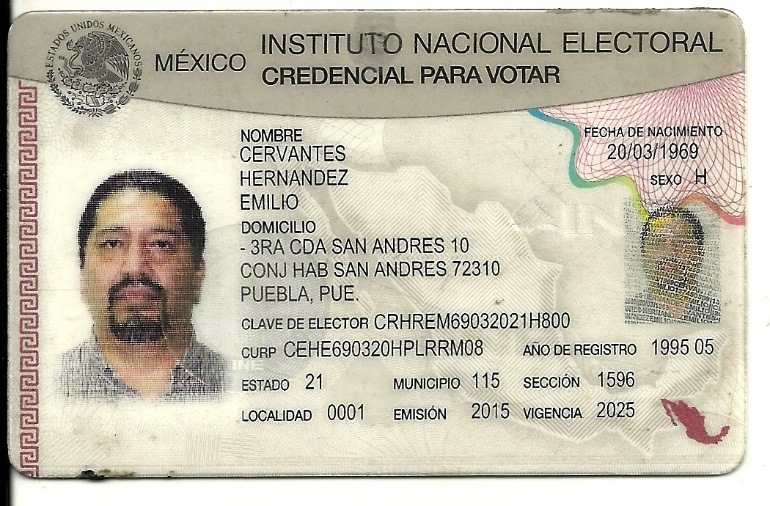 ESTADOS UNIDOS MEXICANOS
MÉXICO INSTITUTO NACIONAL ELECTORAL
CREDENCIAL PARA VOTAR
NOMBRE
CERVANTES
HERNANDEZ
EMILIO
FECHA DE NACIMIENTO
20/03/1969
SEXO H
DOMICILIO
- 3RA CDA SAN ANDRES 10
CONJ HAB SAN ANDRES 72310
PUEBLA, PUE.
CLAVE DE ELECTOR CRHREM69032021H800
CURP CEHE690320HPLRRM08 AÑO DE REGISTRO 1995 05
ESTADO 21 MUNICIPIO 115 SECCIÓN 1596
LOCALIDAD 0001 EMISIÓN 2015 VIGENCIA 2025